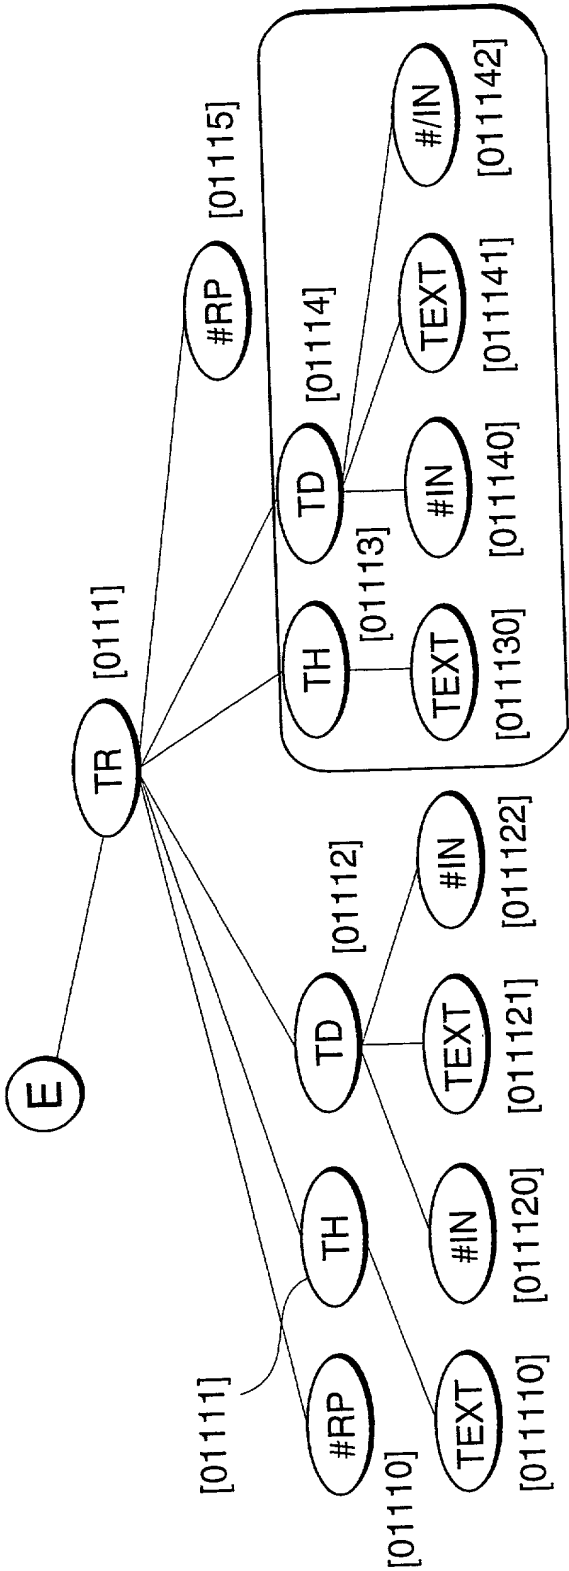 E
TR
[0111]
[01111]
#RP
[01110]
TH
TD
[01112]
TH
[01113]
TD
[01114]
#RP
[01115]
TEXT
[011110]
#IN
[011120]
TEXT
[011121]
#IN
[011122]
TEXT
[011130]
#IN
[011140]
TEXT
[011141]
#/IN
[011142]